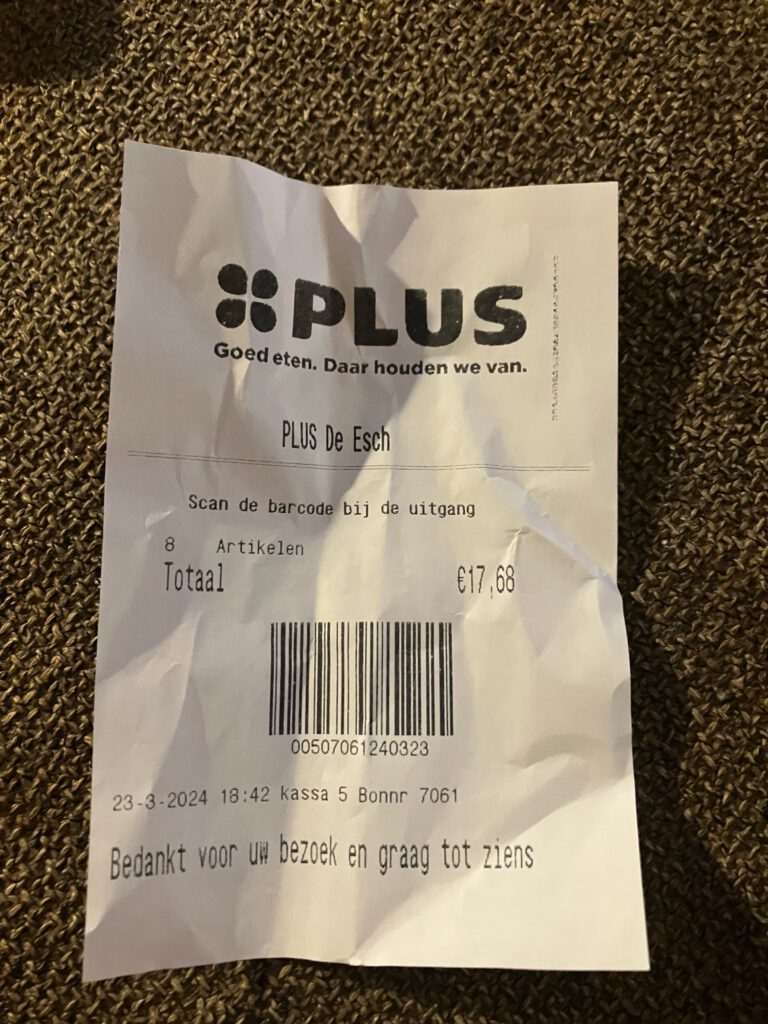 PLUS
Goed eten. Daar houden we van.
PLUS De Esch
Scan de barcode bij de uitgang
8 Artikelen
Totaal €17,68
00507061240323
23-3-2024 18:42 kassa 5 Bonnr 7061
Bedankt voor uw bezoek en graag tot ziens